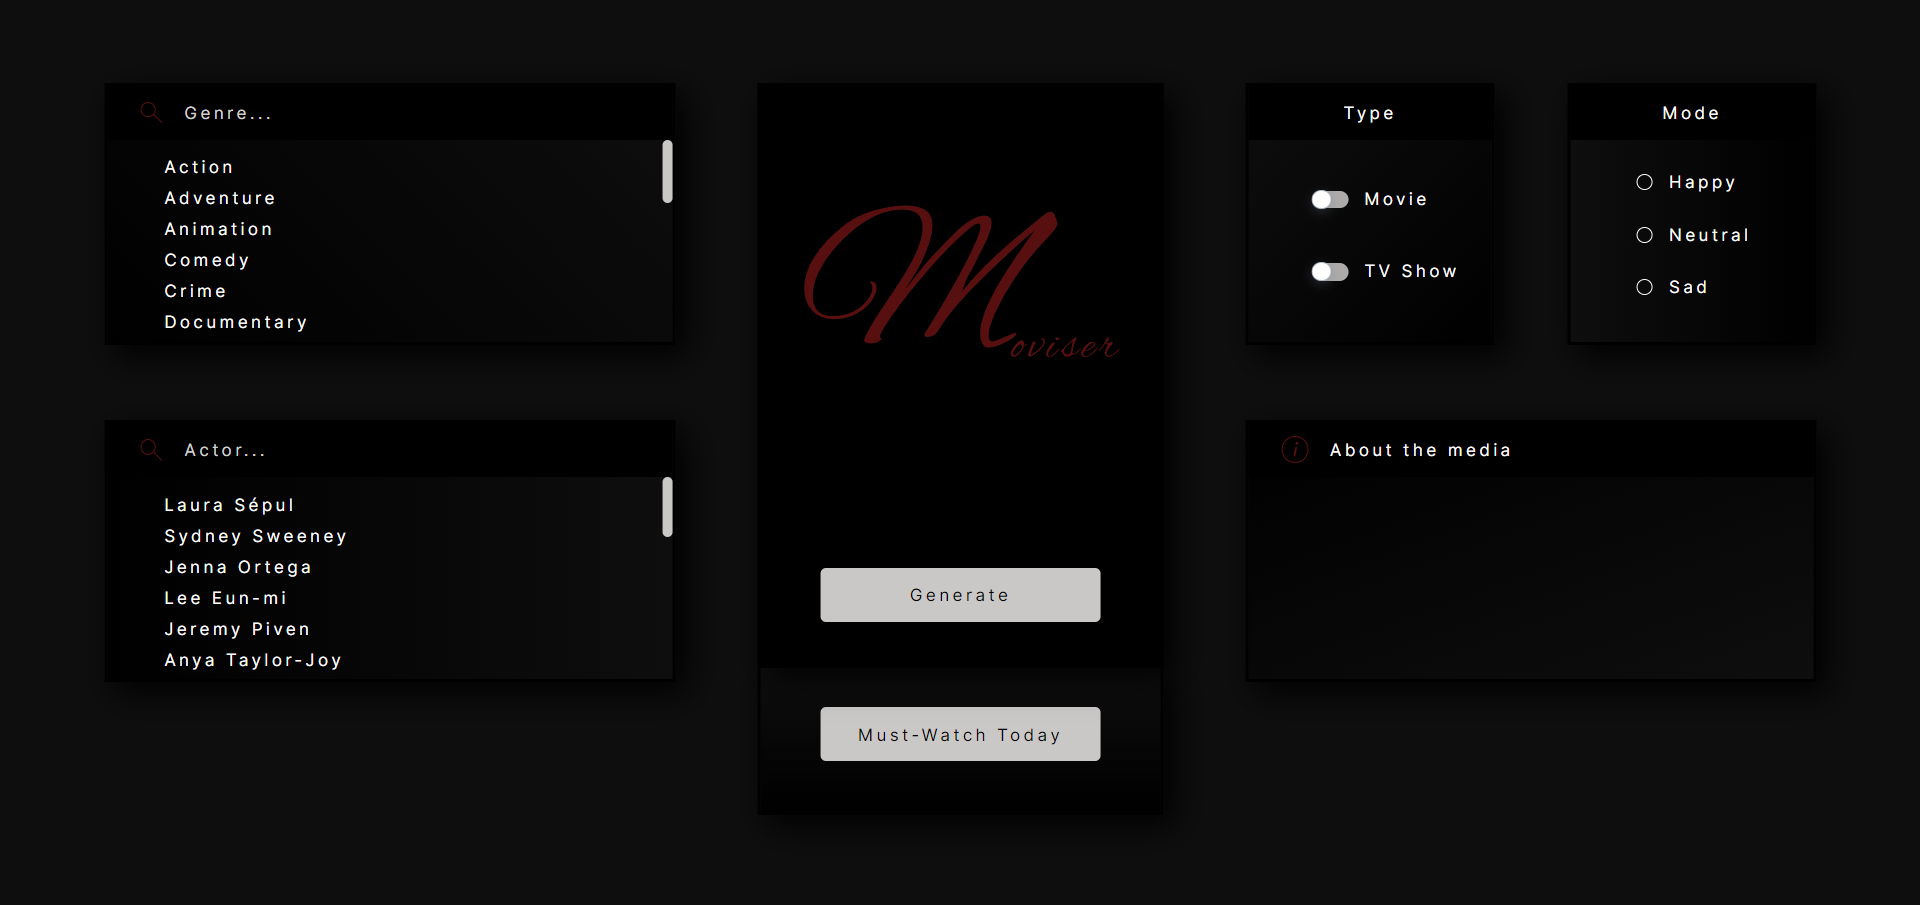 Genre...
Action
Adventure
Animation
Comedy
Crime
Documentary
Actor...
Laura Sépul
Sydney Sweeney
Jenna Ortega
Lee Eun-mi
Jeremy Piven
Anya Taylor-Joy
Moviser
Generate
Must-Watch Today
Type
Movie
TV Show
Mode
Happy
Neutral
Sad
About the media